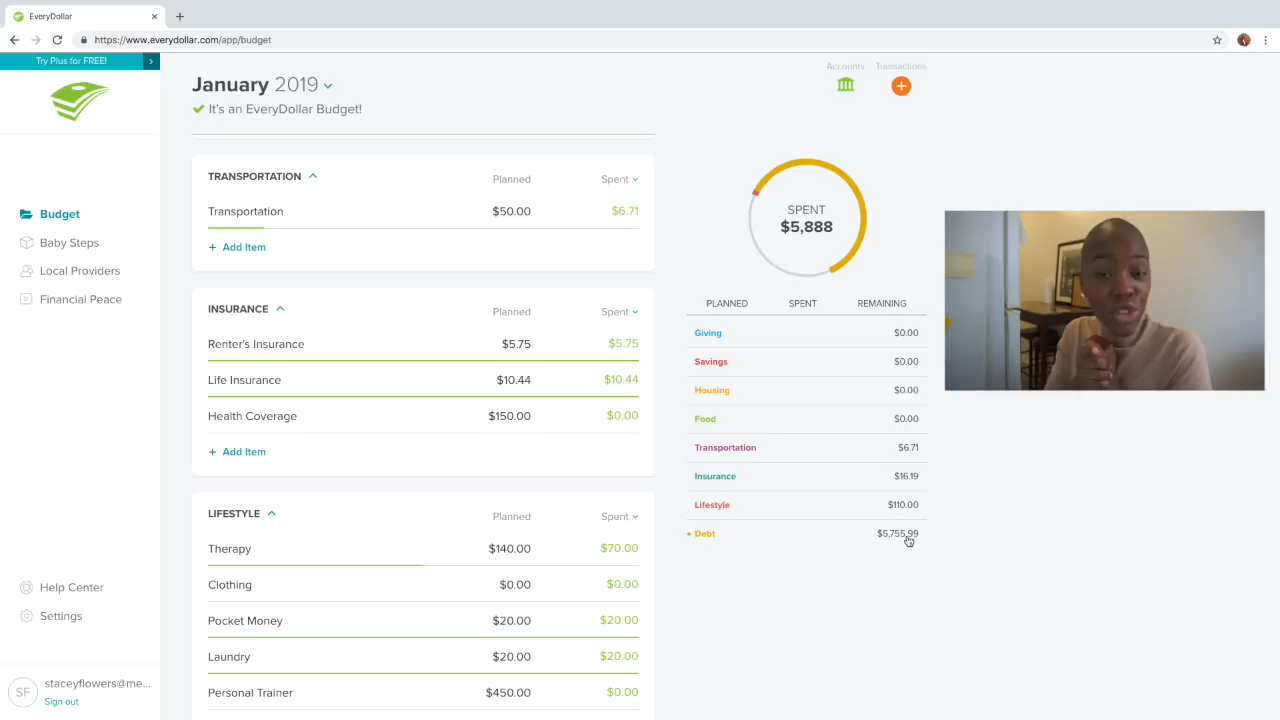 EveryDollar
https://www.everydollar.com/app/budget
Try Plus for FREE!
January 2019
It's an EveryDollar Budget!
Accounts
Transactions
Budget
Baby Steps
Local Providers
Financial Peace
Help Center
Settings
SF
staceyflowers@me...
Sign out
TRANSPORTATION Planned Spent
Transportation $50.00 $6.71
+ Add Item
INSURANCE Planned Spent
Renter's Insurance $5.75 $5.75
Life Insurance $10.44 $10.44
Health Coverage $150.00 $0.00
+ Add Item
LIFESTYLE Planned Spent
Therapy $140.00 $70.00
Clothing $0.00 $0.00
Pocket Money $20.00 $20.00
Laundry $20.00 $20.00
Personal Trainer $450.00 $0.00
SPENT
$5,888
PLANNED SPENT REMAINING
Giving $0.00
Savings $0.00
Housing $0.00
Food $0.00
Transportation $6.71
Insurance $16.19
Lifestyle $110.00
Debt $5,755.99